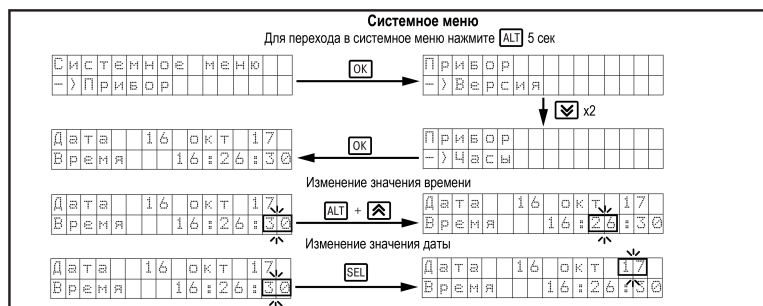 Системное меню
Для перехода в системное меню нажмите ALT 5 сек
Системное меню
->Прибор
OK
Прибор
->Версия
x2
Дата 16 окт 17
Время 16:26:30
OK
Прибор
->Часы
Изменение значения времени
Дата 16 окт 17
Время 16:26:30
ALT +
Дата 16 окт 17
Время 16:26:30
Изменение значения даты
Дата 16 окт 17
Время 16:26:30
SEL
Дата 16 окт 17
Время 16:26:30